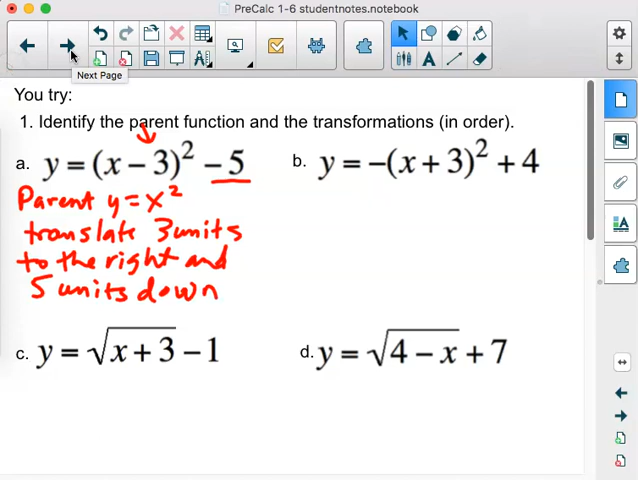 PreCalc 1-6 studentnotes.notebook
Next Page
You try:
1. Identify the parent function and the transformations (in order).
a. y = (x − 3)² − 5
b. y = −(x + 3)² + 4
Parent y = x²
translate 3 units
to the right and
5 units down
c. y = √(x + 3) − 1
d. y = √(4 − x) + 7